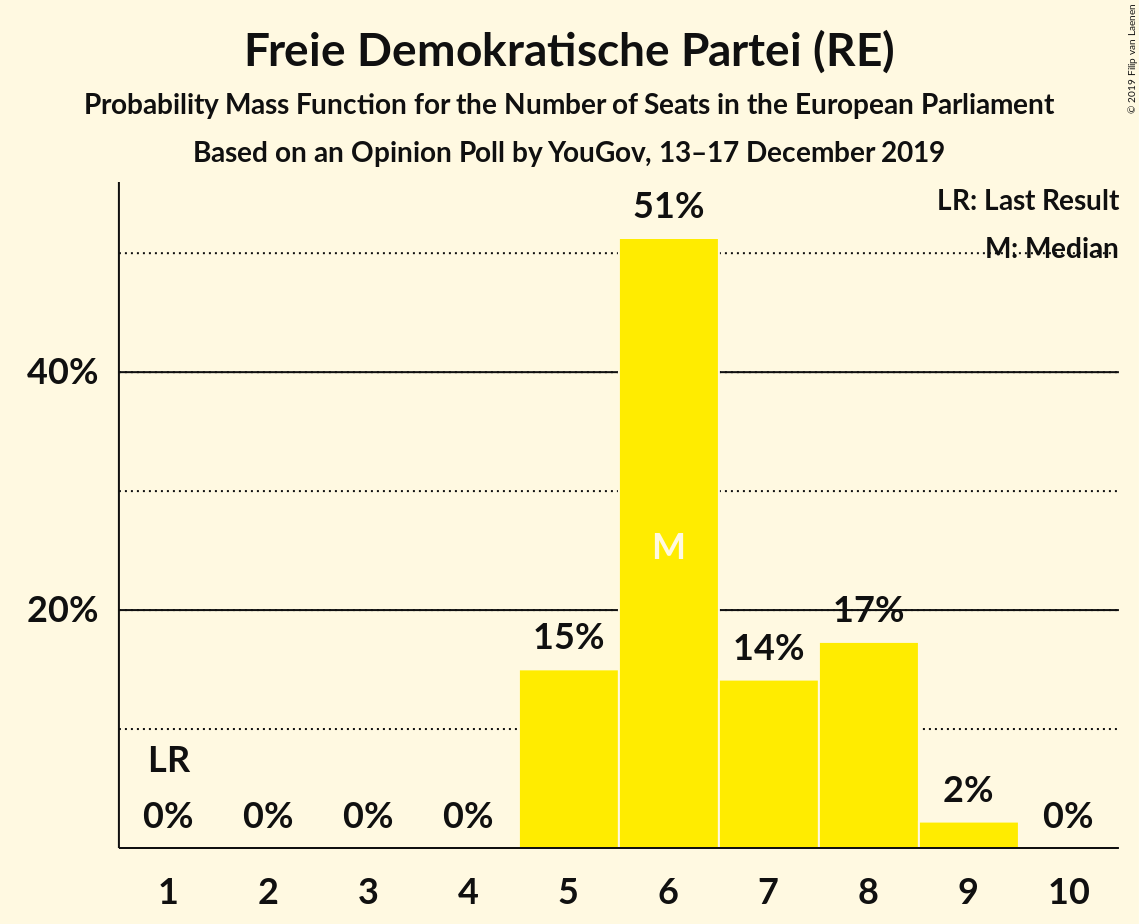 Freie Demokratische Partei (RE)
Probability Mass Function for the Number of Seats in the European Parliament
Based on an Opinion Poll by YouGov, 13–17 December 2019
© 2019 Filip van Laenen
LR: Last Result
M: Median
51%
40%
M
20%
15%
14%
17%
LR
2%
0%
0%
0%
0%
0%
1
2
3
4
5
6
7
8
9
10